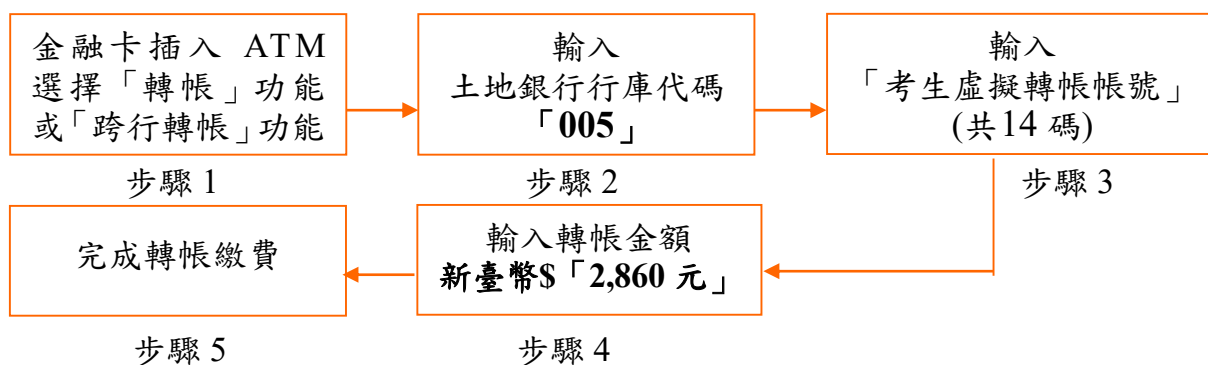 金融卡插入 ATM
選擇「轉帳」功能
或「跨行轉帳」功能
步驟 1
輸入
土地銀行行庫代碼
「005」
步驟 2
輸入
「考生虛擬轉帳帳號」
(共14 碼)
步驟 3
輸入轉帳金額
新臺幣$「2,860 元」
步驟 4
完成轉帳繳費
步驟 5